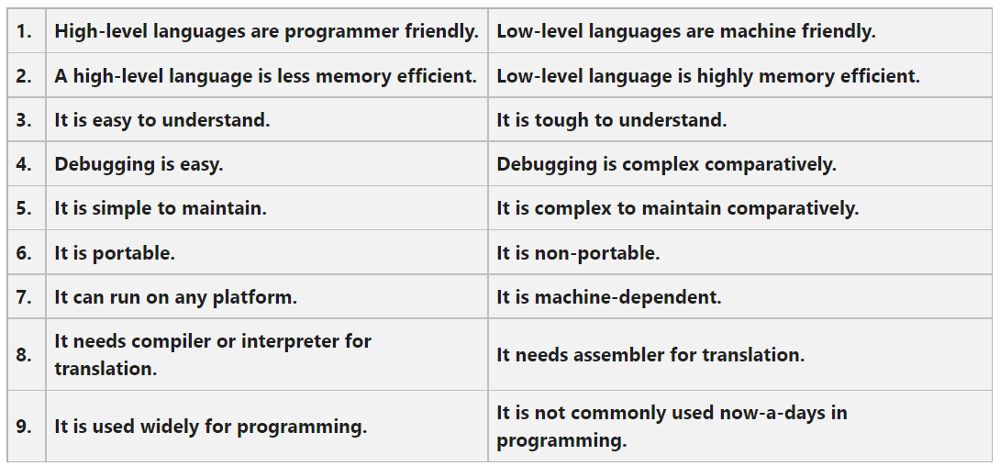 1. High-level languages are programmer friendly. Low-level languages are machine friendly.
2. A high-level language is less memory efficient. Low-level language is highly memory efficient.
3. It is easy to understand. It is tough to understand.
4. Debugging is easy. Debugging is complex comparatively.
5. It is simple to maintain. It is complex to maintain comparatively.
6. It is portable. It is non-portable.
7. It can run on any platform. It is machine-dependent.
8. It needs compiler or interpreter for
translation. It needs assembler for translation.
9. It is used widely for programming. It is not commonly used now-a-days in
programming.